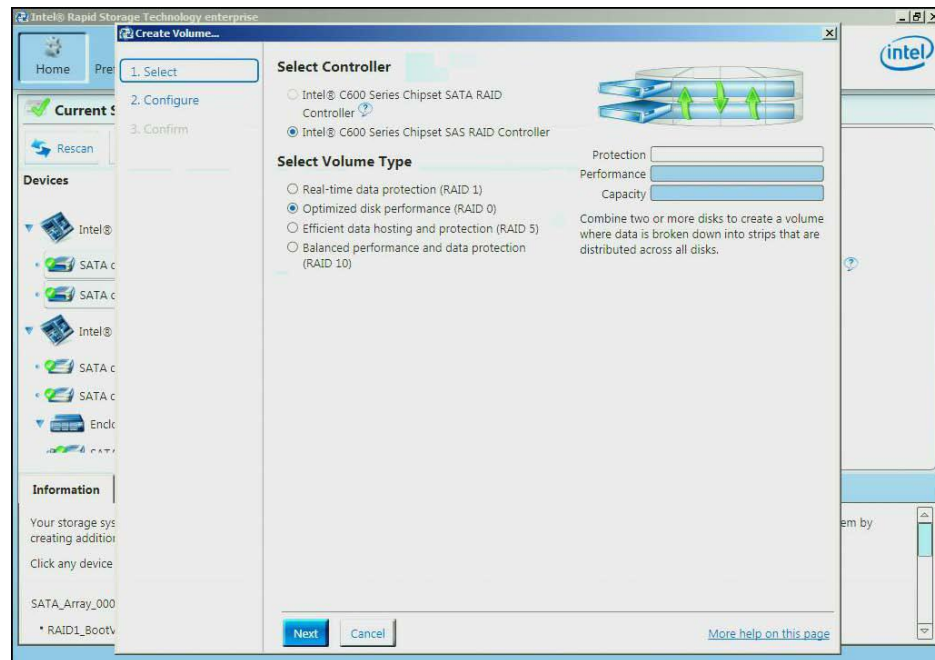 Intel® Rapid Storage Technology enterprise
Create Volume...
Home
intel
1. Select
2. Configure
3. Confirm
Select Controller
Intel® C600 Series Chipset SATA RAID
Controller
Intel® C600 Series Chipset SAS RAID Controller
Select Volume Type
Real-time data protection (RAID 1)
Optimized disk performance (RAID 0)
Efficient data hosting and protection (RAID 5)
Balanced performance and data protection
(RAID 10)
Protection
Performance
Capacity
Combine two or more disks to create a volume
where data is broken down into strips that are
distributed across all disks.
Current
Rescan
Devices
Intel®
SATA
SATA
Intel®
SATA
SATA
Information
Your storage
creating
Click any device
em by
SATA_Array_000
Next
Cancel
More help on this page